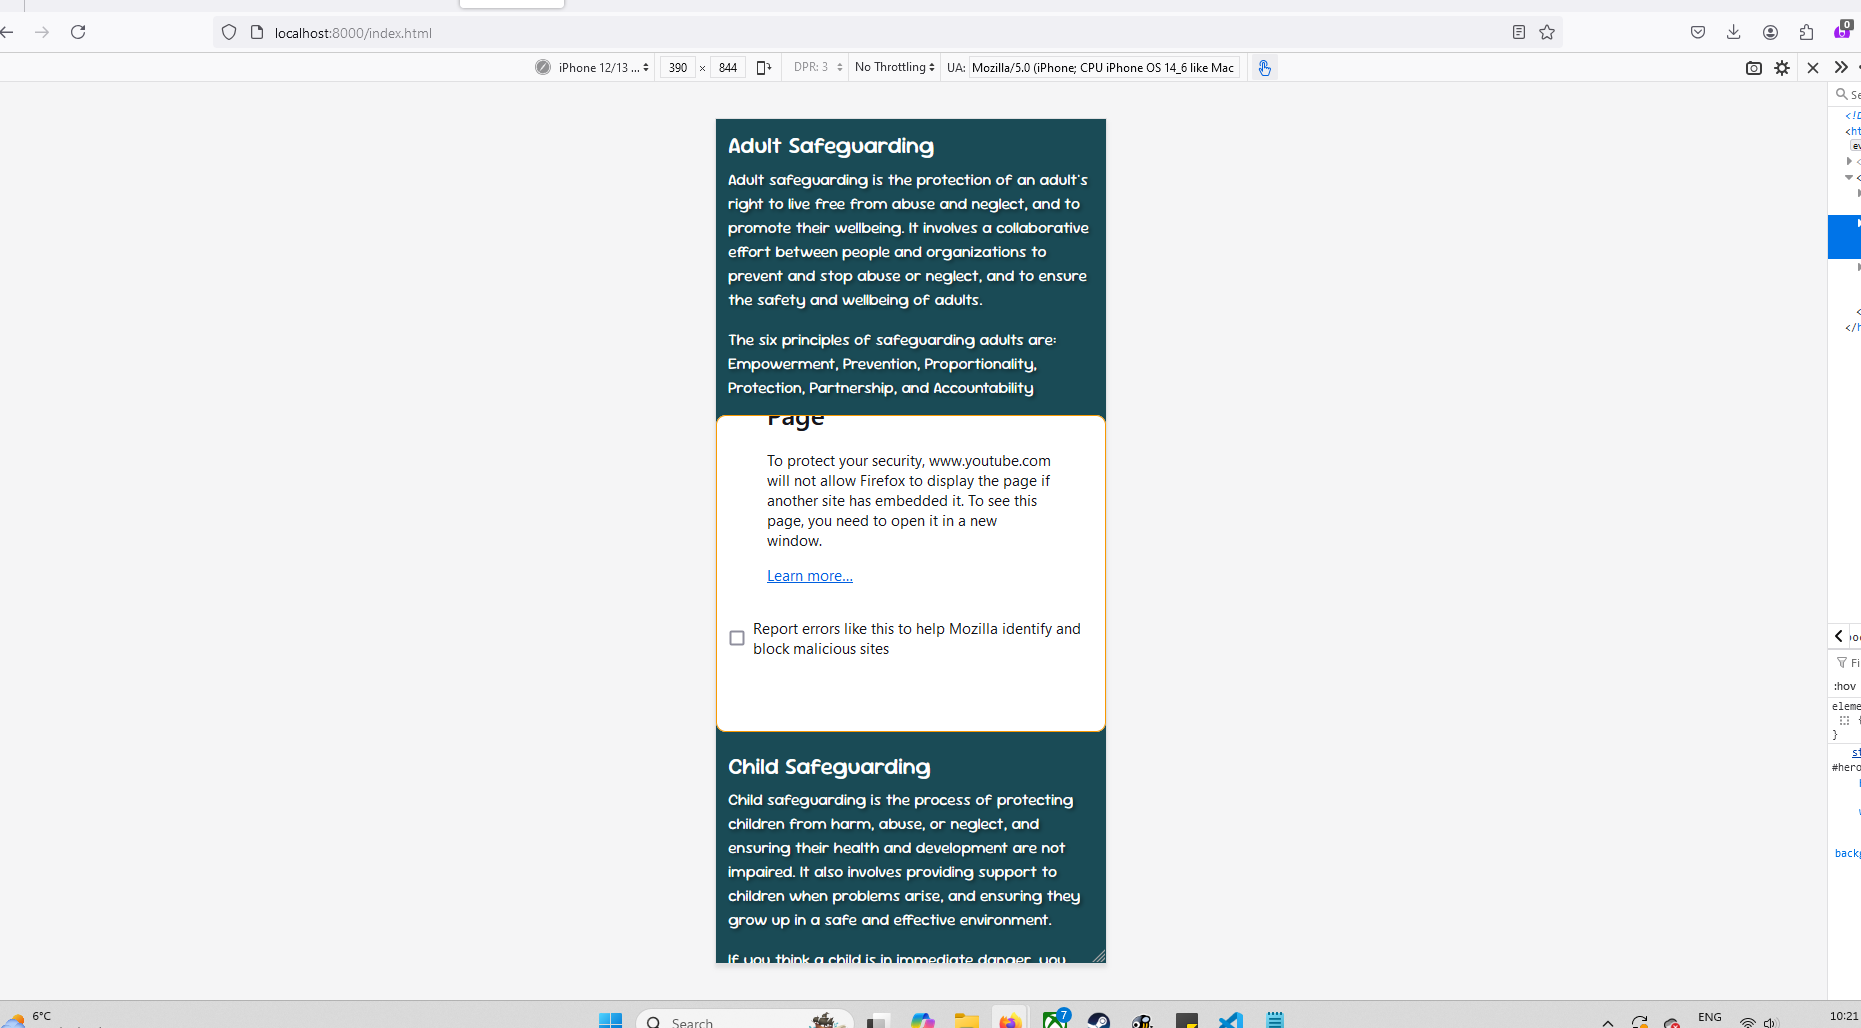 localhost:8000/index.html
0
iPhone 12/13 ... 390 × 844 DPR: 3 No Throttling UA: Mozilla/5.0 (iPhone; CPU iPhone OS 14_6 like Mac
Adult Safeguarding
Adult safeguarding is the protection of an adult's
right to live free from abuse and neglect, and to
promote their wellbeing. It involves a collaborative
effort between people and organizations to
prevent and stop abuse or neglect, and to ensure
the safety and wellbeing of adults.
The six principles of safeguarding adults are:
Empowerment, Prevention, Proportionality,
Protection, Partnership, and Accountability
Page
To protect your security, www.youtube.com
will not allow Firefox to display the page if
another site has embedded it. To see this
page, you need to open it in a new
window.
Learn more...
Report errors like this to help Mozilla identify and
block malicious sites
Child Safeguarding
Child safeguarding is the process of protecting
children from harm, abuse, or neglect, and
ensuring their health and development are not
impaired. It also involves providing support to
children when problems arise, and ensuring they
grow up in a safe and effective environment.
If you think a child is in immediate danger, you
:hov
}
#hero
6°C
Search
7
ENG
10:21